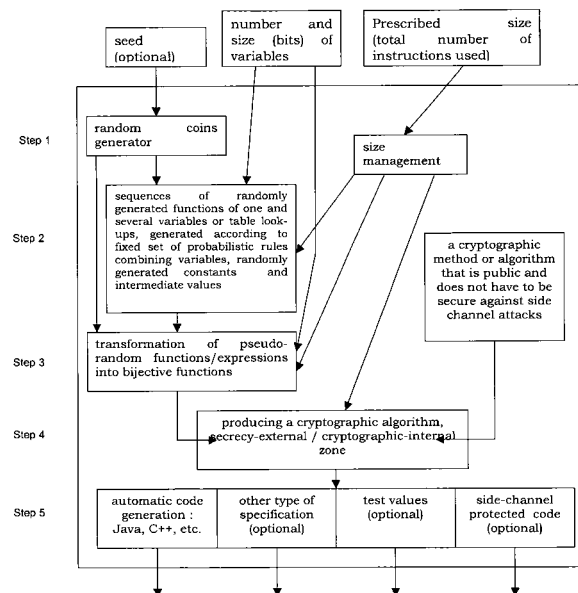 seed
(optional)
number and
size (bits) of
variables
Prescribed size
(total number of
instructions used)
Step 1
random coins
generator
size
management
Step 2
sequences of randomly
generated functions of one and
several variables or table look-
ups, generated according to
fixed set of probabilistic rules
combining variables, randomly
generated constants and
intermediate values
a cryptographic
method or algorithm
that is public and
does not have to be
secure against side
channel attacks
Step 3
transformation of pseudo-
random functions/expressions
into bijective functions
Step 4
producing a cryptographic algorithm,
secrecy-external / cryptographic-internal
zone
Step 5
automatic code
generation :
Java, C++, etc.
other type of
specification
(optional)
test values
(optional)
side-channel
protected code
(optional)